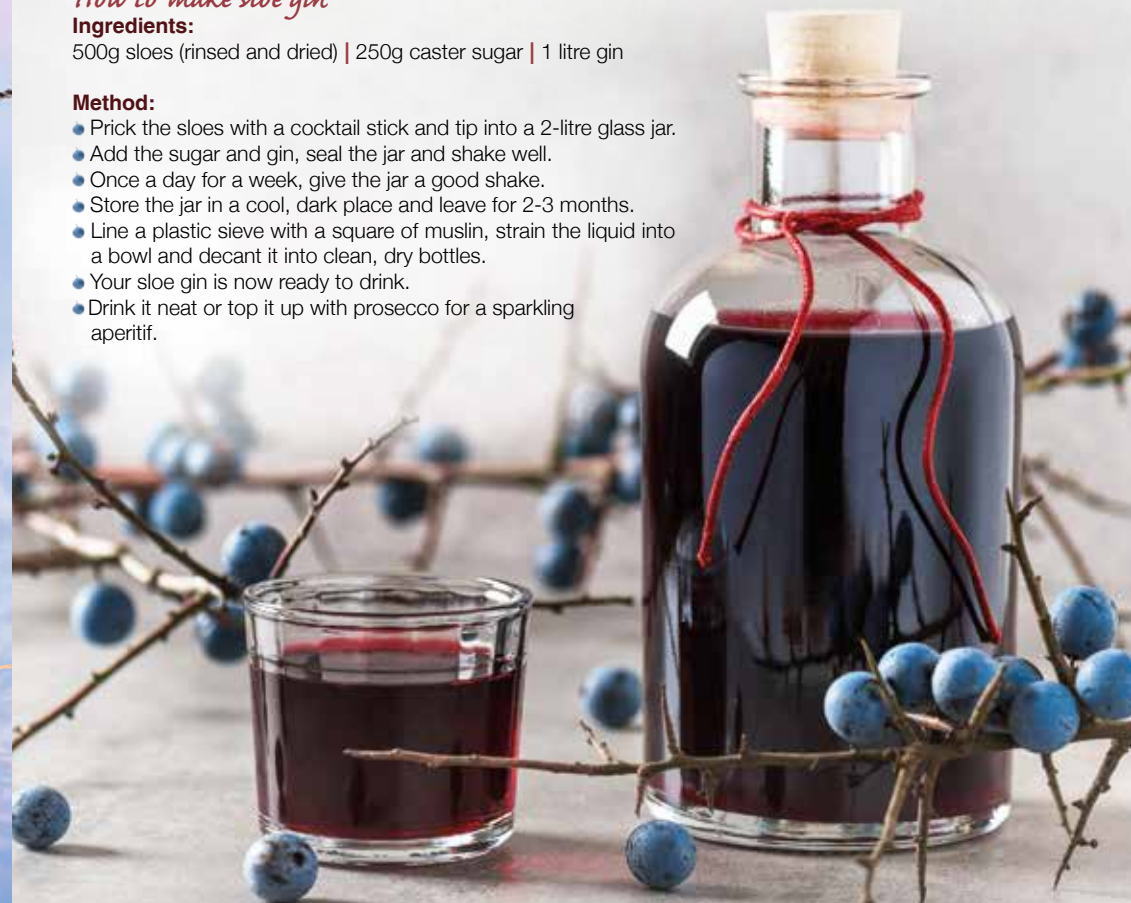 How to make sloe gin
Ingredients:
500g sloes (rinsed and dried) | 250g caster sugar | 1 litre gin
Method:
Prick the sloes with a cocktail stick and tip into a 2-litre glass jar.
Add the sugar and gin, seal the jar and shake well.
Once a day for a week, give the jar a good shake.
Store the jar in a cool, dark place and leave for 2-3 months.
Line a plastic sieve with a square of muslin, strain the liquid into
a bowl and decant it into clean, dry bottles.
Your sloe gin is now ready to drink.
Drink it neat or top it up with prosecco for a sparkling
aperitif.